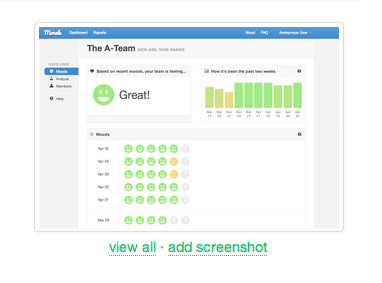 Moods Dashboard Reports About FAQ Anonymous User
The A-Team KICK ASS, TAKE NAMES
QUICK LINKS
Moods
Analyze
Members
Help
Based on recent moods, your team is feeling...
Great!
How it's been the past two weeks
Moods
Apr 05
Apr 04
Apr 03
Apr 02
Apr 01
Mar 29
view all · add screenshot